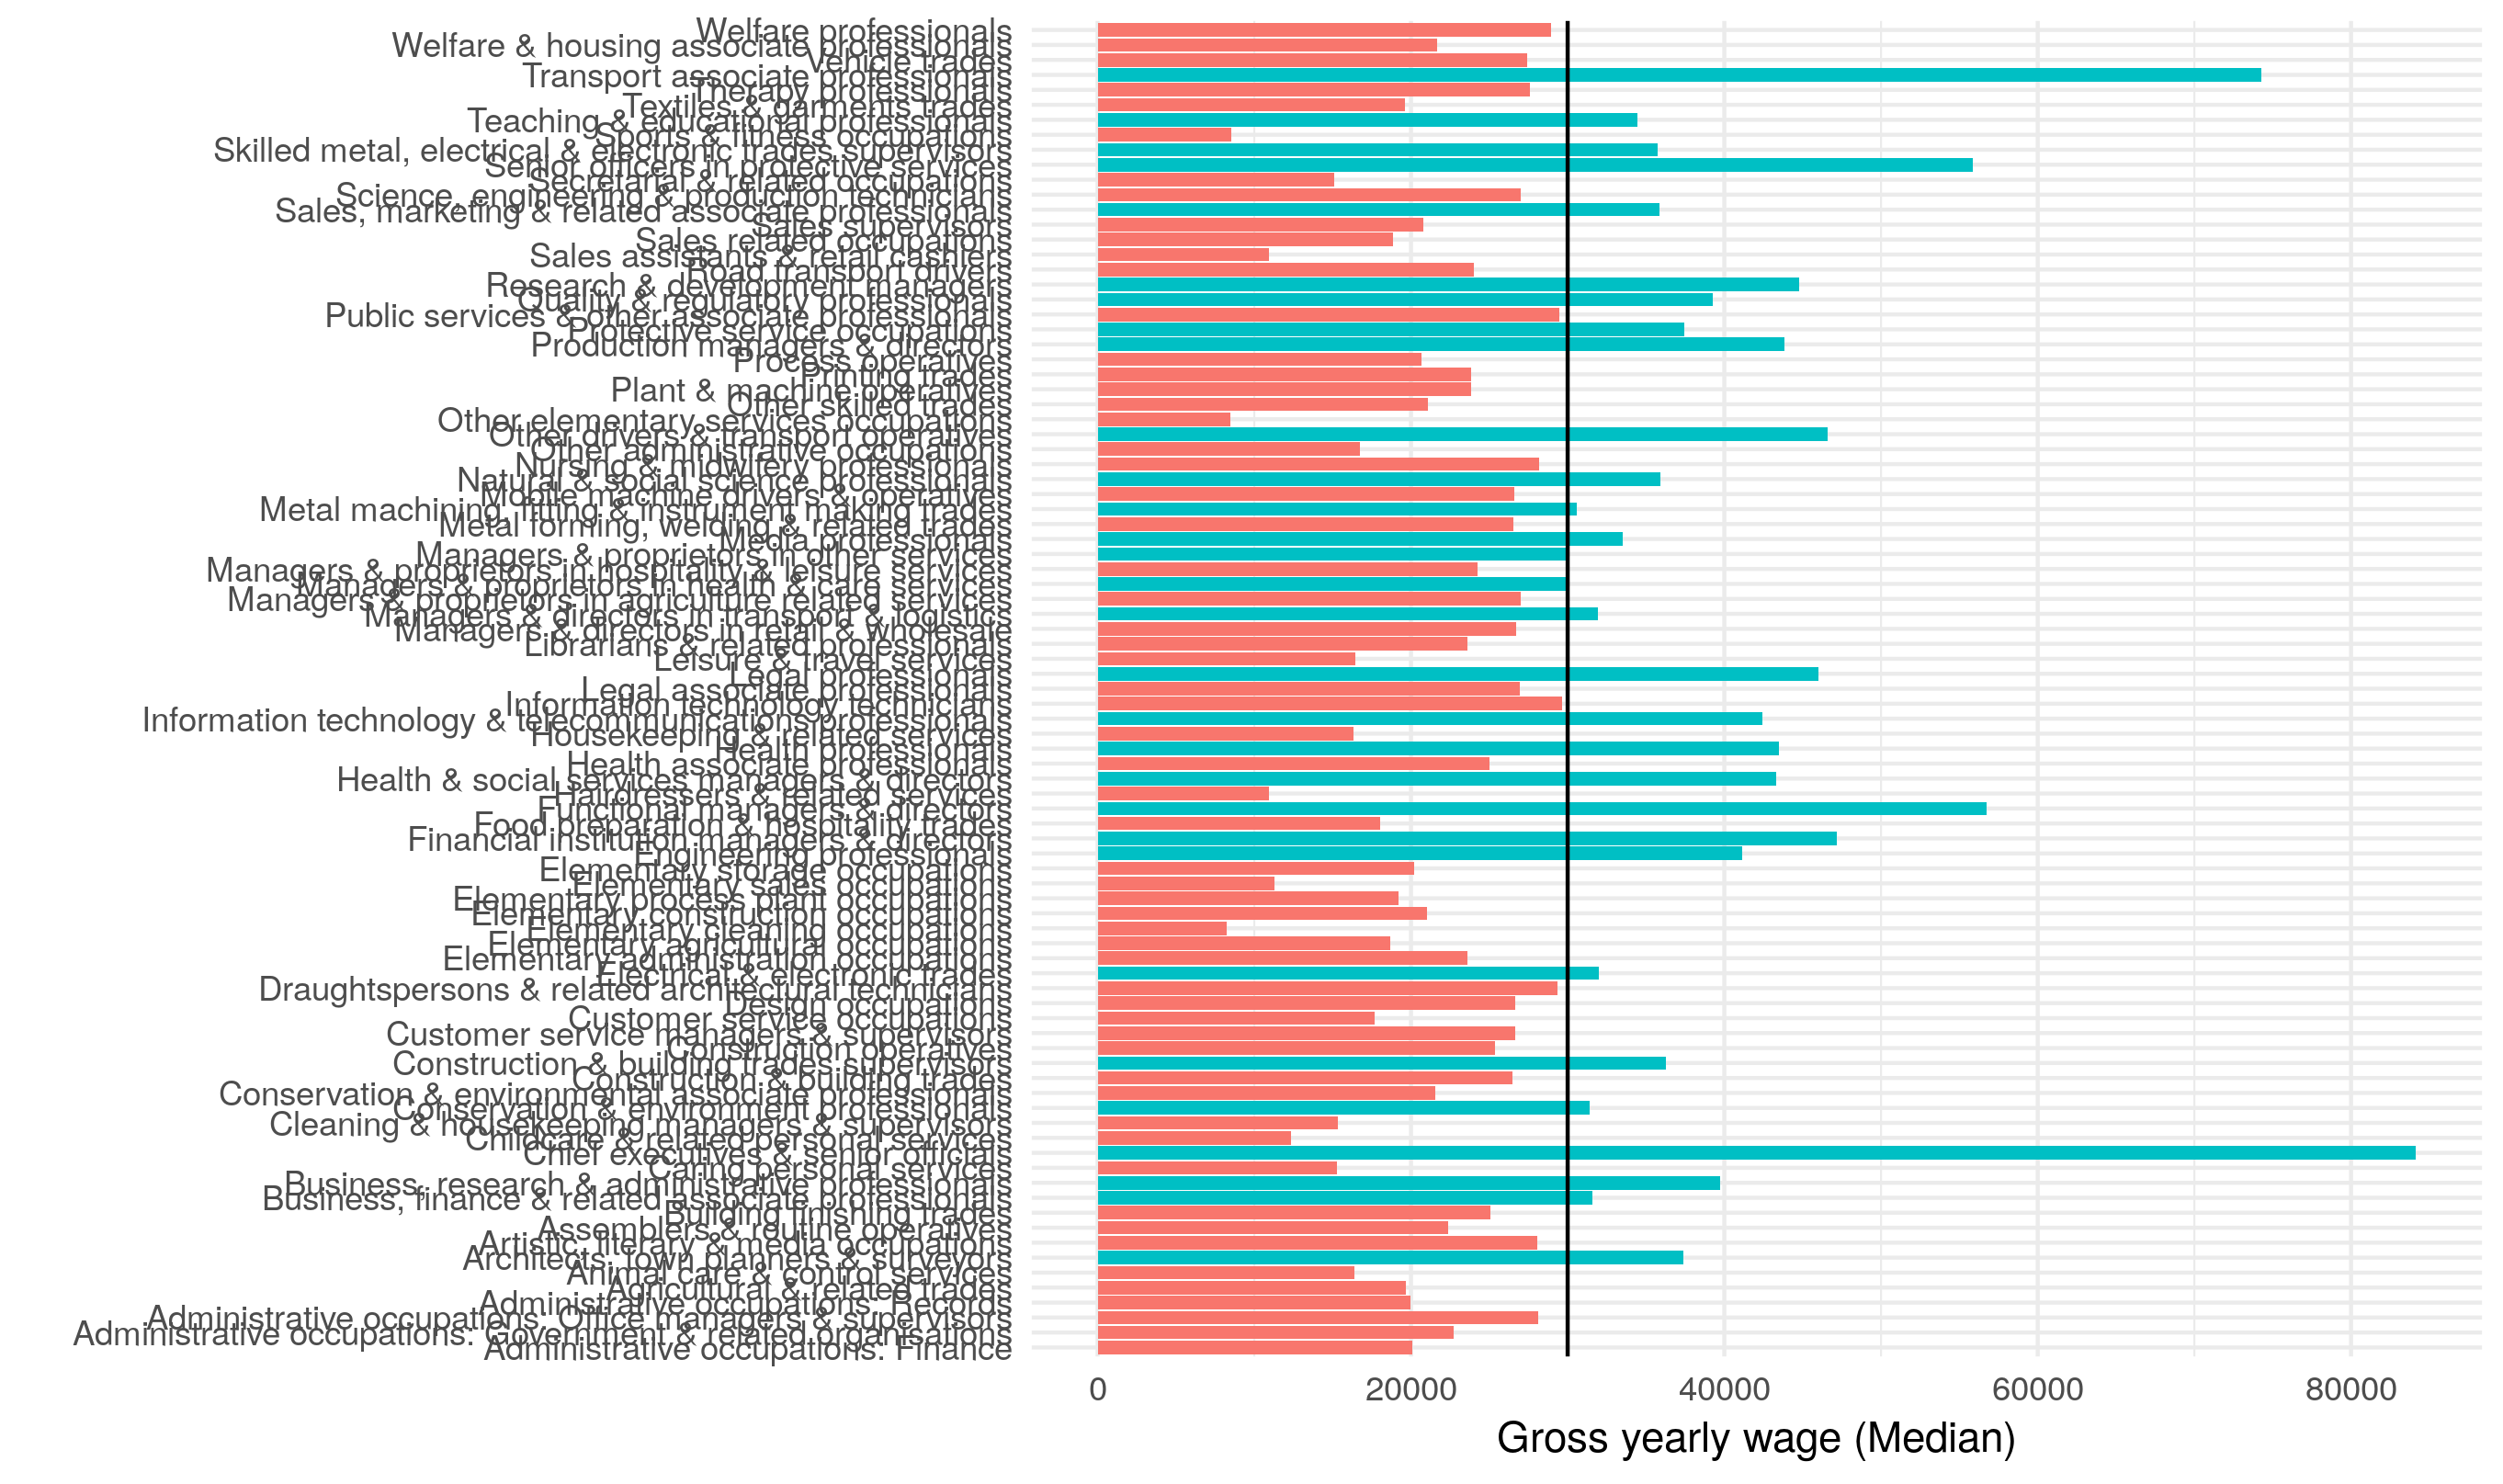 Welfare professionals
Welfare & housing associate professionals
Vehicle trades
Transport associate professionals
Therapy professionals
Textiles & garments trades
Teaching & educational professionals
Sports & fitness occupations
Skilled metal, electrical & electronic trades supervisors
Senior officers in protective services
Secretarial & related occupations
Science, engineering & production technicians
Sales, marketing & related associate professionals
Sales supervisors
Sales related occupations
Sales assistants & retail cashiers
Road transport drivers
Research & development managers
Quality & regulatory professionals
Public services & other associate professionals
Protective service occupations
Production managers & directors
Process operatives
Printing trades
Plant & machine operatives
Other skilled trades
Other elementary services occupations
Other drivers & transport operatives
Other administrative occupations
Nursing & midwifery professionals
Natural & social science professionals
Mobile machine drivers & operatives
Metal machining, fitting & instrument making trades
Metal forming, welding & related trades
Media professionals
Managers & proprietors in other services
Managers & proprietors in hospitality & leisure services
Managers & proprietors in health & care services
Managers & proprietors in agriculture related services
Managers & directors in transport & logistics
Managers & directors in retail & wholesale
Librarians & related professionals
Leisure & travel services
Legal professionals
Legal associate professionals
Information technology technicians
Information technology & telecommunications professionals
Housekeeping & related services
Health professionals
Health associate professionals
Health & social services managers & directors
Hairdressers & related services
Functional managers & directors
Food preparation & hospitality trades
Financial institution managers & directors
Engineering professionals
Elementary storage occupations
Elementary sales occupations
Elementary process plant occupations
Elementary construction occupations
Elementary cleaning occupations
Elementary agricultural occupations
Elementary administration occupations
Electrical & electronic trades
Draughtspersons & related architectural technicians
Design occupations
Customer service occupations
Customer service managers & supervisors
Construction operatives
Construction & building trades supervisors
Construction & building trades
Conservation & environmental associate professionals
Conservation & environment professionals
Cleaning & housekeeping managers & supervisors
Childcare & related personal services
Chief executives & senior officials
Caring personal services
Business, research & administrative professionals
Business, finance & related associate professionals
Building finishing trades
Assemblers & routine operatives
Artistic, literary & media occupations
Architects, town planners & surveyors
Animal care & control services
Agricultural & related trades
Administrative occupations: Records
Administrative occupations: Office managers & supervisors
Administrative occupations: Government & related organisations
Administrative occupations: Finance
0 20000 40000 60000 80000
Gross yearly wage (Median)